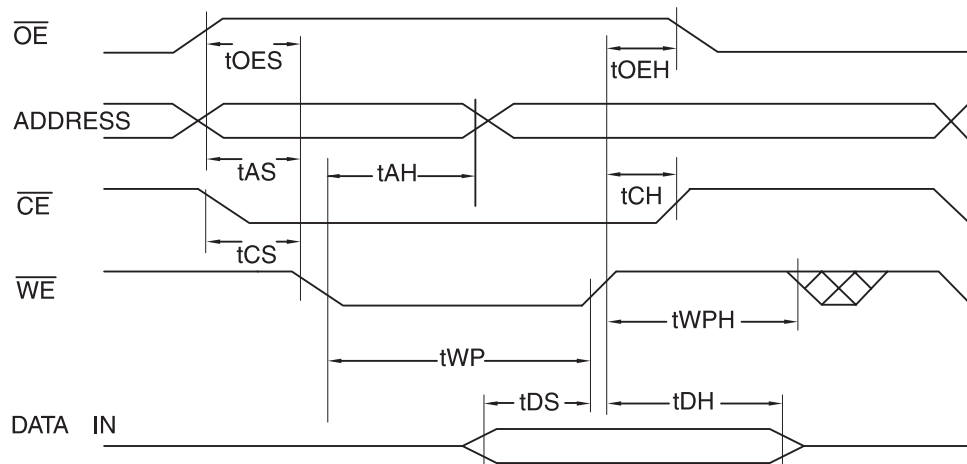 OE
tOES
tOEH
ADDRESS
tAS
tAH
tCH
CE
tCS
WE
tWPH
tWP
tDS
tDH
DATA IN